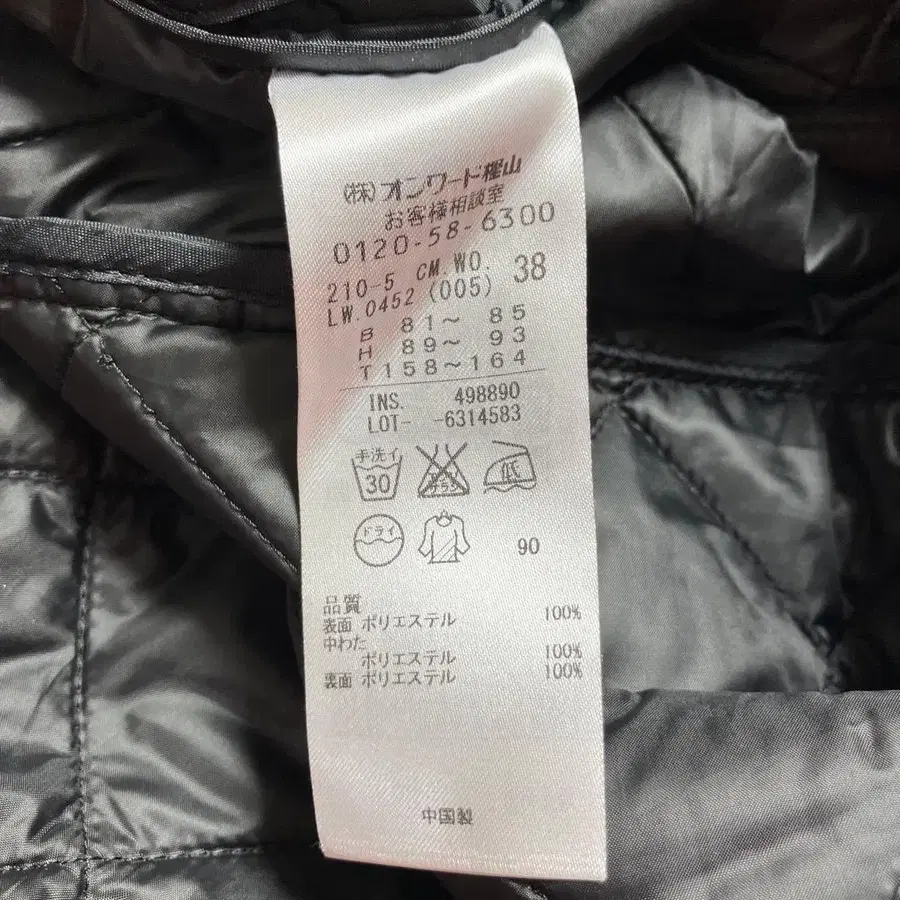 (株)オンワード樫山
お客様相談室
0120-58-6300
210-5 CM.WO. 38
LW.0452 (005)
B 81~ 85
H 89~ 93
T 158~164
INS. 498890
LOT- -6314583
手洗イ 30 低
ドライ 90
品質
表面 ポリエステル 100%
中わた
ポリエステル 100%
裏面 ポリエステル 100%
中国製